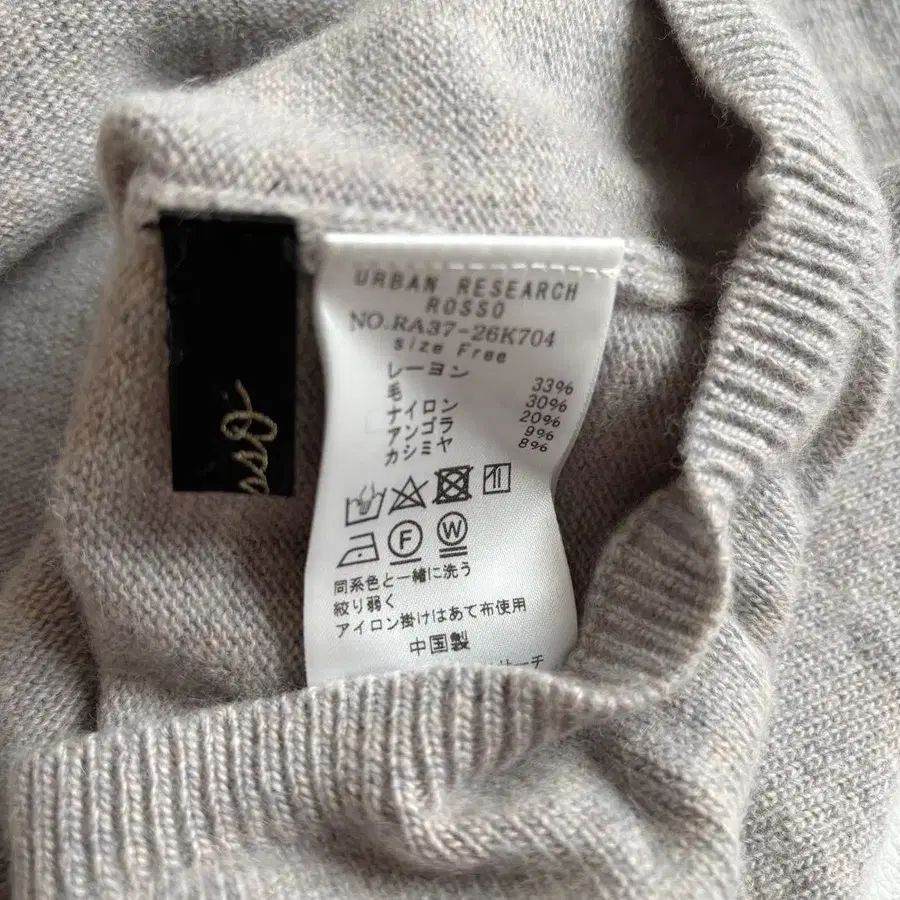 URBAN RESEARCH
ROSSO
NO.RA37-26K704
size Free
レーヨン 33%
毛 30%
ナイロン 20%
アンゴラ 9%
カシミヤ 8%
F W
同系色と一緒に洗う
絞り弱く
アイロン掛けはあて布使用
中国製
サーチ